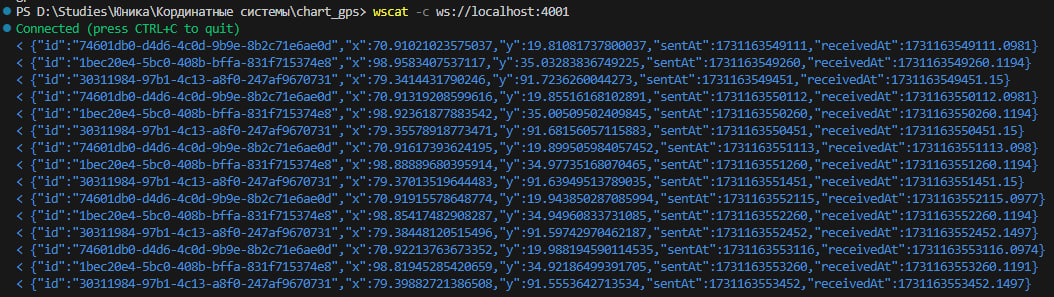 PS D:\Studies\Юника\Кординатные системы\chart_gps> wscat -c ws://localhost:4001
Connected (press CTRL+C to quit)
< {"id":"74601db0-d4d6-4c0d-9b9e-8b2c71e6ae0d","x":70.91021023575037,"y":19.81081737800037,"sentAt":1731163549111,"receivedAt":1731163549111.0981}
< {"id":"1bec20e4-5bc0-408b-bffa-831f715374e8","x":98.9583407537117,"y":35.03283836749225,"sentAt":1731163549260,"receivedAt":1731163549260.1194}
< {"id":"30311984-97b1-4c13-a8f0-247af9670731","x":79.3414431790246,"y":91.7236260044273,"sentAt":1731163549451,"receivedAt":1731163549451.15}
< {"id":"74601db0-d4d6-4c0d-9b9e-8b2c71e6ae0d","x":70.91319208599616,"y":19.85516168102891,"sentAt":1731163550112,"receivedAt":1731163550112.0981}
< {"id":"1bec20e4-5bc0-408b-bffa-831f715374e8","x":98.92361877883542,"y":35.00509502409845,"sentAt":1731163550260,"receivedAt":1731163550260.1194}
< {"id":"30311984-97b1-4c13-a8f0-247af9670731","x":79.35578918773471,"y":91.68156057115883,"sentAt":1731163550451,"receivedAt":1731163550451.15}
< {"id":"74601db0-d4d6-4c0d-9b9e-8b2c71e6ae0d","x":70.91617393624195,"y":19.899505984057452,"sentAt":1731163551113,"receivedAt":1731163551113.098}
< {"id":"1bec20e4-5bc0-408b-bffa-831f715374e8","x":98.88889680395914,"y":34.97735168070465,"sentAt":1731163551260,"receivedAt":1731163551260.1194}
< {"id":"30311984-97b1-4c13-a8f0-247af9670731","x":79.37013519644483,"y":91.63949513789035,"sentAt":1731163551451,"receivedAt":1731163551451.15}
< {"id":"74601db0-d4d6-4c0d-9b9e-8b2c71e6ae0d","x":70.91915578648774,"y":19.943850287085994,"sentAt":1731163552115,"receivedAt":1731163552115.0977}
< {"id":"1bec20e4-5bc0-408b-bffa-831f715374e8","x":98.85417482908287,"y":34.94960833731085,"sentAt":1731163552260,"receivedAt":1731163552260.1194}
< {"id":"30311984-97b1-4c13-a8f0-247af9670731","x":79.38448120515496,"y":91.59742970462187,"sentAt":1731163552452,"receivedAt":1731163552452.1497}
< {"id":"74601db0-d4d6-4c0d-9b9e-8b2c71e6ae0d","x":70.92213763673352,"y":19.988194590114535,"sentAt":1731163553116,"receivedAt":1731163553116.0974}
< {"id":"1bec20e4-5bc0-408b-bffa-831f715374e8","x":98.81945285420659,"y":34.92186499391705,"sentAt":1731163553260,"receivedAt":1731163553260.1191}
< {"id":"30311984-97b1-4c13-a8f0-247af9670731","x":79.39882721386508,"y":91.5553642713534,"sentAt":1731163553452,"receivedAt":1731163553452.1497}